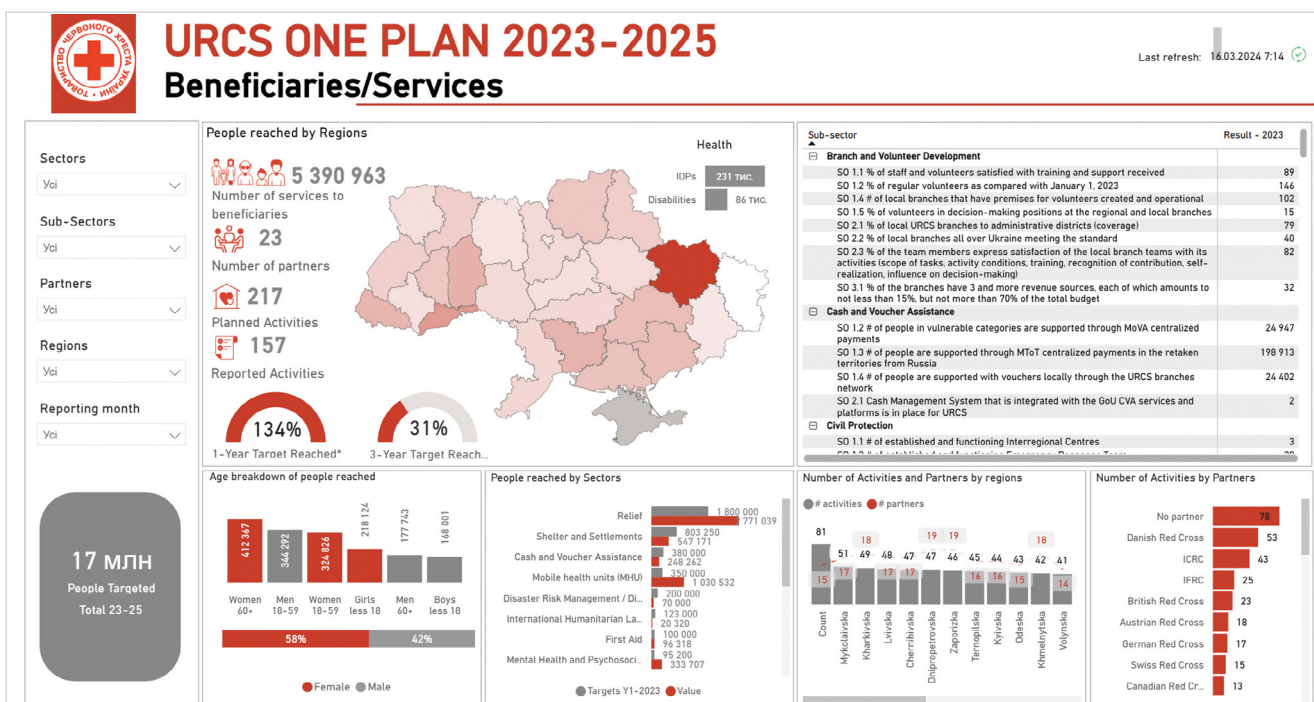 ТОВАРИСТВО ЧЕРВОНОГО ХРЕСТА УКРАЇНИ
URCS ONE PLAN 2023-2025
Beneficiaries/Services
Last refresh: 16.03.2024 7:14
Sectors
Усі
Sub-Sectors
Усі
Partners
Усі
Regions
Усі
Reporting month
Усі
17 МЛН
People Targeted
Total 23-25
People reached by Regions
5 390 963
Number of services to
beneficiaries
23
Number of partners
217
Planned Activities
157
Reported Activities
134%
1-Year Target Reached*
31%
3-Year Target Reach...
Health
IDPs 231 тис.
Disabilities 86 тис.
Sub-sector Result - 2023
Branch and Volunteer Development
SO 1.1 % of staff and volunteers satisfied with training and support received 89
SO 1.2 % of regular volunteers as compared with January 1, 2023 146
SO 1.4 # of local branches that have premises for volunteers created and operational 102
SO 1.5 % of volunteers in decision-making positions at the regional and local branches 15
SO 2.1 % of local URCS branches to administrative districts (coverage) 79
SO 2.2 % of local branches all over Ukraine meeting the standard 40
SO 2.3 % of the team members express satisfaction of the local branch teams with its 82
activities (scope of tasks, activity conditions, training, recognition of contribution, self-
realization, influence on decision-making)
SO 3.1 % of the branches have 3 and more revenue sources, each of which amounts to 32
not less than 15%, but not more than 70% of the total budget
Cash and Voucher Assistance
SO 1.2 # of people in vulnerable categories are supported through MoVA centralized 24 947
payments
SO 1.3 # of people are supported through MToT centralized payments in the retaken 198 913
territories from Russia
SO 1.4 # of people are supported with vouchers locally through the URCS branches 24 402
network
SO 2.1 Cash Management System that is integrated with the GoU CVA services and 2
platforms is in place for URCS
Civil Protection
SO 1.1 # of established and functioning Interregional Centres 3
Age breakdown of people reached
412 367
344 292
324 826
218 124
177 743
168 001
Women Men Women Girls Men Boys
60+ 18-59 18-59 less 18 60+ less 18
58% 42%
Female Male
People reached by Sectors
Relief 1 800 000
771 039
Shelter and Settlements 803 250
547 171
Cash and Voucher Assistance 380 000
248 262
Mobile health units (MHU) 350 000
1 030 532
Disaster Risk Management / Di... 200 000
70 000
International Humanitarian La... 123 000
20 320
First Aid 100 000
96 318
Mental Health and Psychosoci... 95 200
333 707
Targets Y1-2023 Value
Number of Activities and Partners by regions
# activities # partners
81 51 49 48 47 47 46 45 44 43 42 41
15 17 18 17 17 19 19 16 16 15 18 14
Count
Mykolaivska
Kharkivska
Lvivska
Chernihivska
Dnipropetrovska
Zaporizka
Ternopilska
Kyivska
Odeska
Khmelnytska
Volynska
Number of Activities by Partners
No partner 78
Danish Red Cross 53
ICRC 43
IFRC 25
British Red Cross 23
Austrian Red Cross 18
German Red Cross 17
Swiss Red Cross 15
Canadian Red Cr... 13